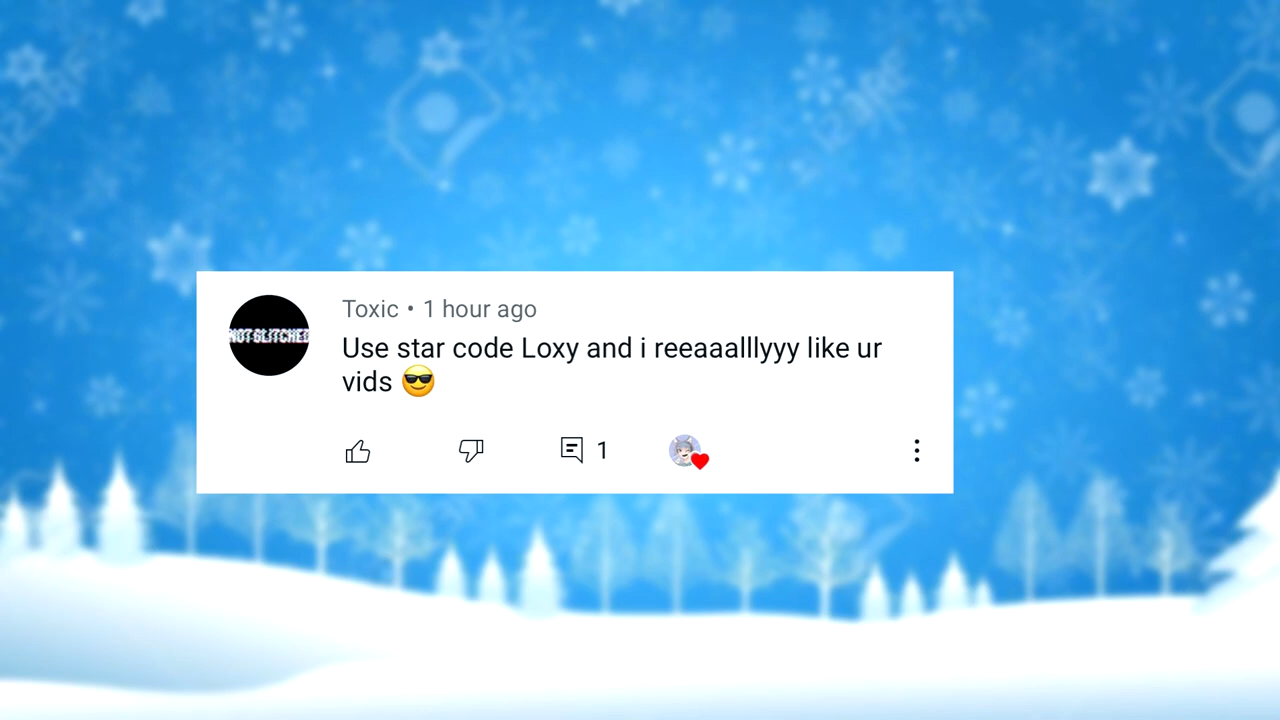 Toxic • 1 hour ago
NOT GLITCHED
Use star code Loxy and i reeaaalllyyy like ur
vids 😎
1